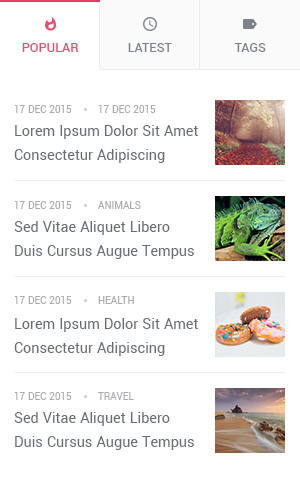 POPULAR LATEST TAGS
17 DEC 2015 • 17 DEC 2015
Lorem Ipsum Dolor Sit Amet
Consectetur Adipiscing
17 DEC 2015 • ANIMALS
Sed Vitae Aliquet Libero
Duis Cursus Augue Tempus
17 DEC 2015 • HEALTH
Lorem Ipsum Dolor Sit Amet
Consectetur Adipiscing
17 DEC 2015 • TRAVEL
Sed Vitae Aliquet Libero
Duis Cursus Augue Tempus